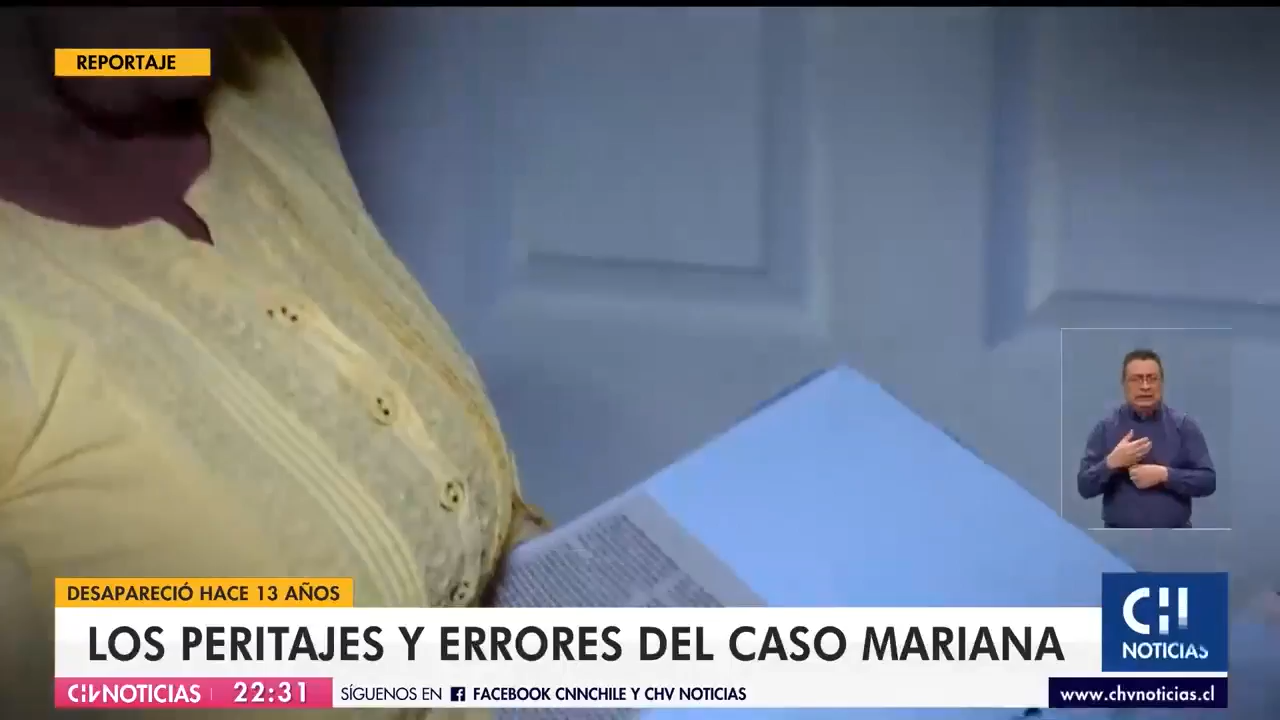 REPORTAJE
DESAPARECIÓ HACE 13 AÑOS
LOS PERITAJES Y ERRORES DEL CASO MARIANA
CHV NOTICIAS
CHV NOTICIAS 22:31 SÍGUENOS EN FACEBOOK CNNCHILE Y CHV NOTICIAS
www.chvnoticias.cl